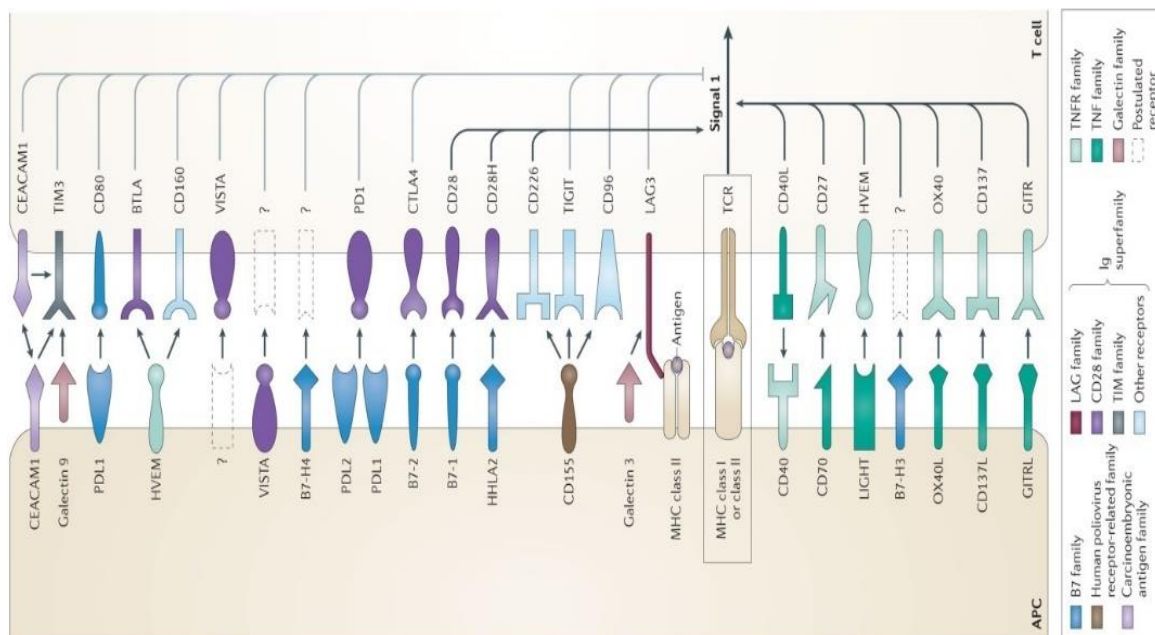 CEACAM1
TIM3
CD80
BTLA
CD160
VISTA
?
?
PD1
CTLA4
CD28
CD28H
CD226
TIGIT
CD96
LAG3
Signal 1
TCR
CD40L
CD27
HVEM
?
OX40
CD137
GITR
T cell
Antigen
CEACAM1
Galectin 9
PDL1
HVEM
?
VISTA
B7-H4
PDL2
PDL1
B7-2
B7-1
HHLA2
CD155
Galectin 3
MHC class II
MHC class I
or class II
CD40
CD70
LIGHT
B7-H3
OX40L
CD137L
GITRL
APC
B7 family
Human poliovirus
receptor-related family
Carcinoembryonic
antigen family
LAG family
CD28 family
TIM family
Other receptors
Ig
superfamily
TNFR family
TNF family
Galectin family
Postulated
receptor